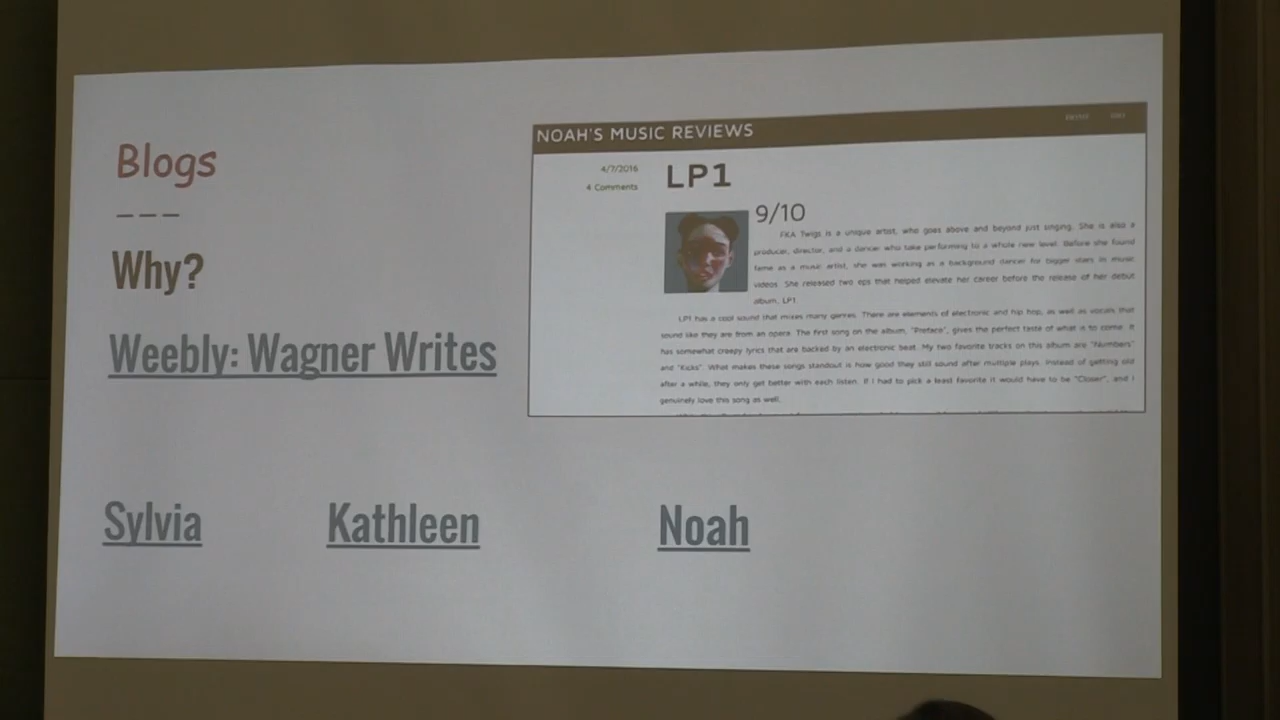 Blogs
---
Why?
Weebly: Wagner Writes
Sylvia
Kathleen
Noah
NOAH'S MUSIC REVIEWS
4/7/2016
4 Comments
LP1
9/10
FKA Twigs is a unique artist, who goes above and beyond just singing. She is also a
producer, director, and a dancer who take performing to a whole new level. Before she found
fame as a music artist, she was working as a background dancer for bigger stars in music
videos. She released two eps that helped elevate her career before the release of her debut
album, LP1.
LP1 has a cool sound that mixes many genres. There are elements of electronic and hip hop, as well as vocals that
sound like they are from an opera. The first song on the album, "Preface", gives the perfect taste of what is to come. It
has somewhat creepy lyrics that are backed by an electronic beat. My two favorite tracks on this album are "Numbers"
and "Kicks". What makes these songs standout is how good they still sound after multiple plays. Instead of getting old
after a while, they only get better with each listen. If I had to pick a least favorite it would have to be "Closer", and I
genuinely love this song as well.